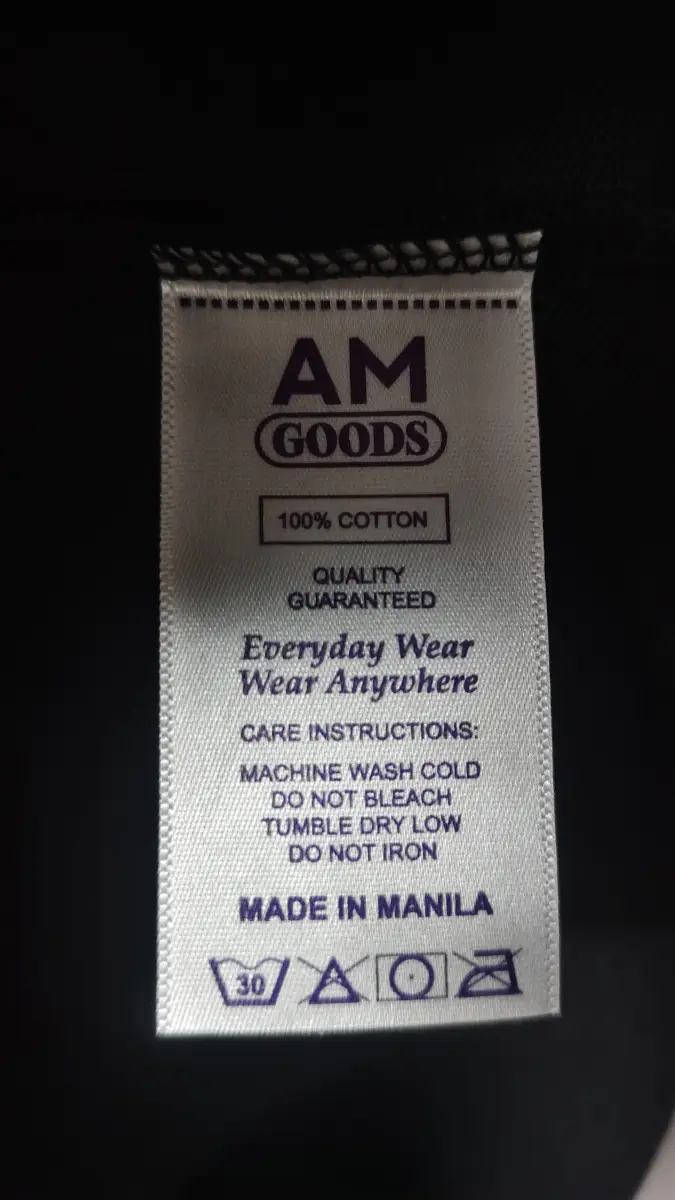 AM
GOODS
100% COTTON
QUALITY
GUARANTEED
Everyday Wear
Wear Anywhere
CARE INSTRUCTIONS:
MACHINE WASH COLD
DO NOT BLEACH
TUMBLE DRY LOW
DO NOT IRON
MADE IN MANILA
30